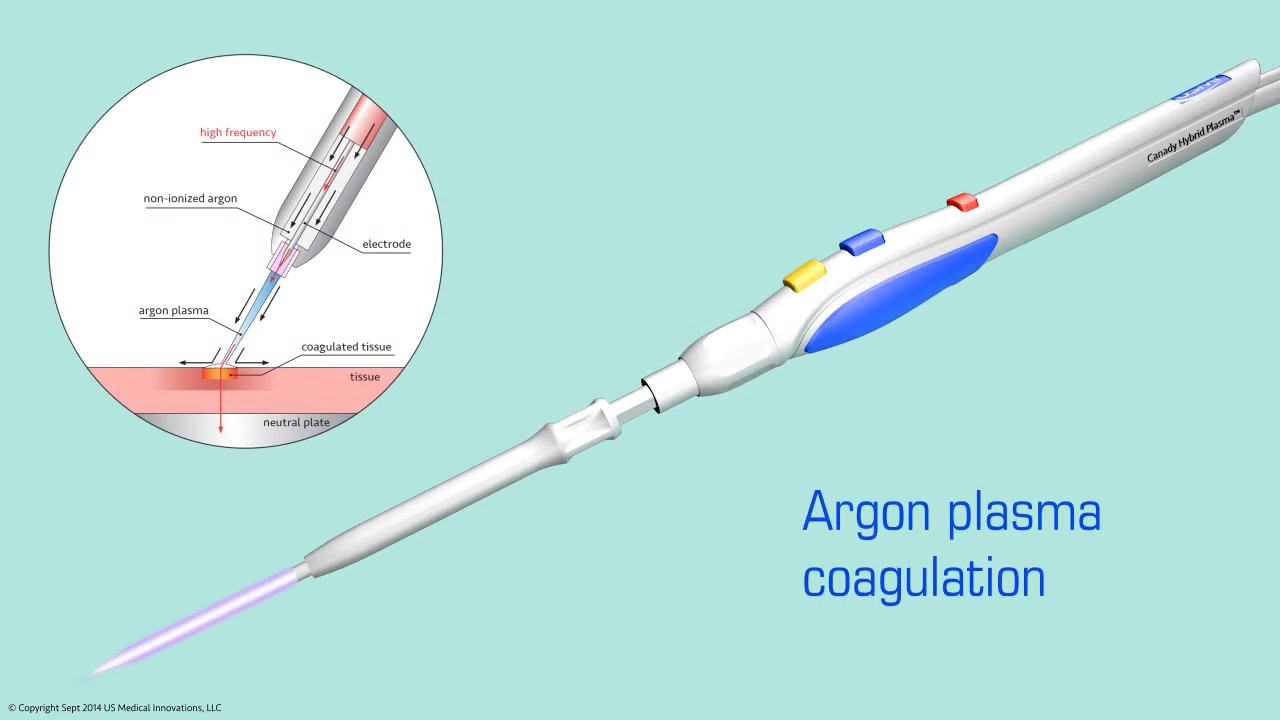 high frequency
non-ionized argon
electrode
argon plasma
coagulated tissue
tissue
neutral plate
Canady Hybrid Plasma™
Argon plasma
coagulation
© Copyright Sept 2014 US Medical Innovations, LLC